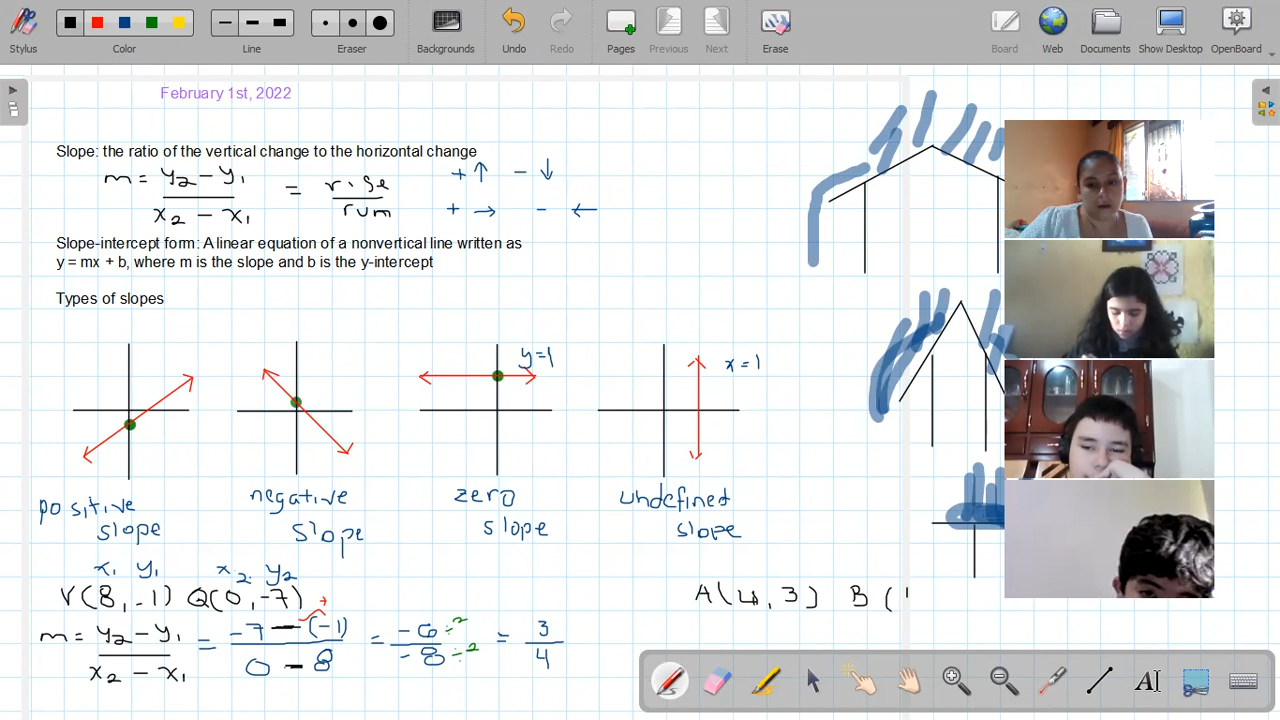 Stylus Color Line Eraser Backgrounds Undo Redo Pages Previous Next Erase Board Web Documents Show Desktop OpenBoard
February 1st, 2022
Slope: the ratio of the vertical change to the horizontal change
m = y2 - y1 / x2 - x1 = rise / rum + ↑ - ↓
+ → - ←
Slope-intercept form: A linear equation of a nonvertical line written as
y = mx + b, where m is the slope and b is the y-intercept
Types of slopes
y=1
x=1
positive slope
negative slope
zero slope
undefined slope
x1 y1 x2 y2
V(8,-1) Q(0,-7)
A(4,3) B(
m = y2 - y1 / x2 - x1 = -7 - (-1) / 0 - 8 = -6 ÷2 / -8 ÷2 = 3 / 4
+